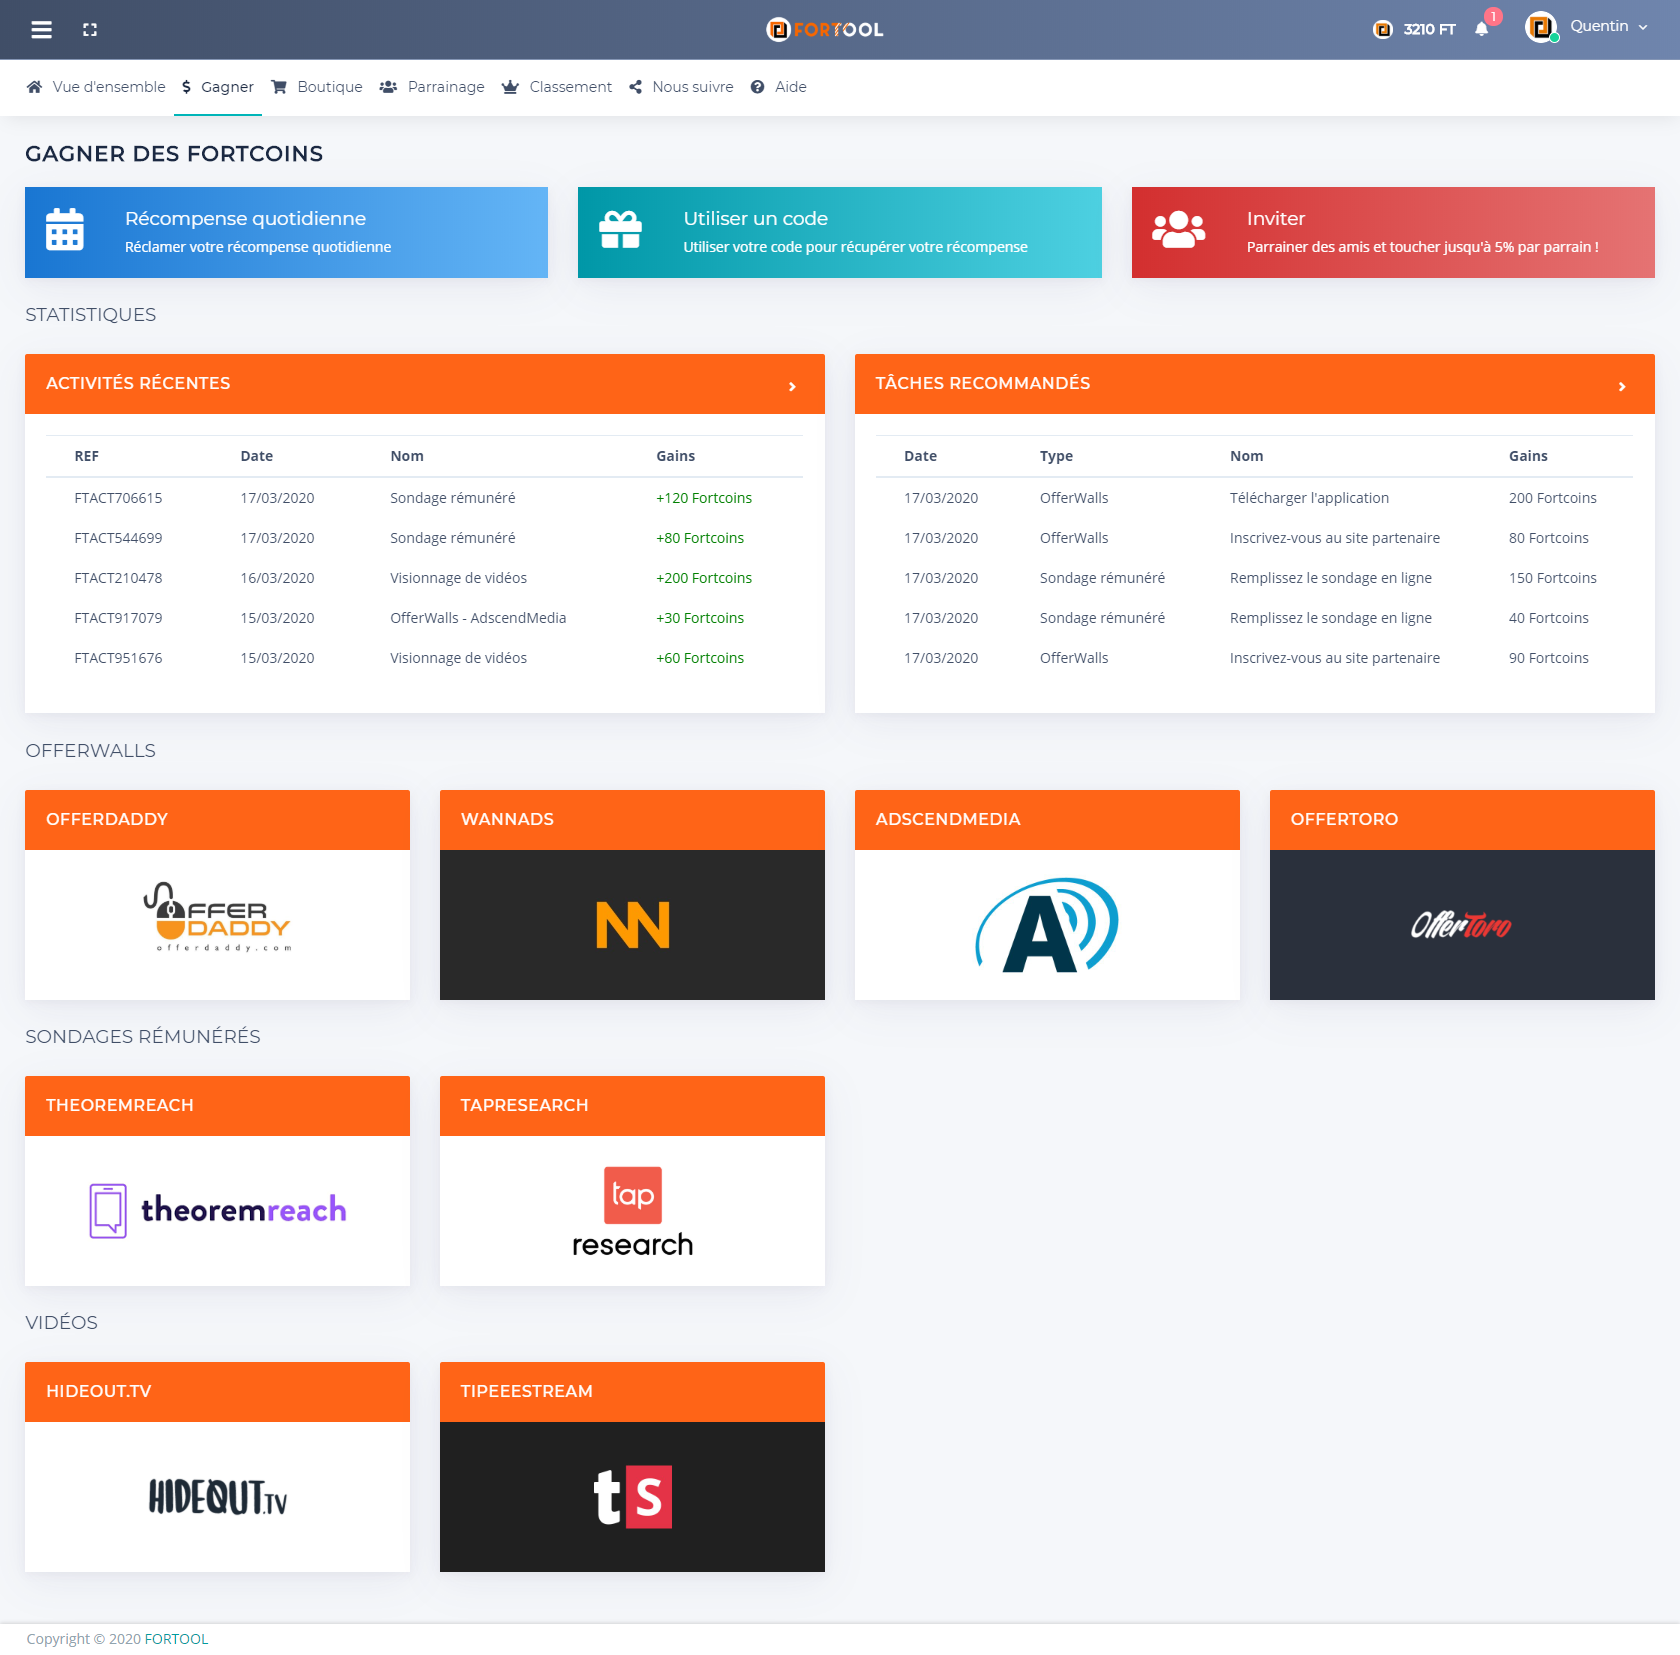 FORTOOL
3210 FT
1
Quentin
Vue d'ensemble
Gagner
Boutique
Parrainage
Classement
Nous suivre
Aide
GAGNER DES FORTCOINS
Récompense quotidienne
Réclamer votre récompense quotidienne
Utiliser un code
Utiliser votre code pour récupérer votre récompense
Inviter
Parrainer des amis et toucher jusqu'à 5% par parrain !
STATISTIQUES
ACTIVITÉS RÉCENTES
REF Date Nom Gains
FTACT706615 17/03/2020 Sondage rémunéré +120 Fortcoins
FTACT544699 17/03/2020 Sondage rémunéré +80 Fortcoins
FTACT210478 16/03/2020 Visionnage de vidéos +200 Fortcoins
FTACT917079 15/03/2020 OfferWalls - AdscendMedia +30 Fortcoins
FTACT951676 15/03/2020 Visionnage de vidéos +60 Fortcoins
TÂCHES RECOMMANDÉS
Date Type Nom Gains
17/03/2020 OfferWalls Télécharger l'application 200 Fortcoins
17/03/2020 OfferWalls Inscrivez-vous au site partenaire 80 Fortcoins
17/03/2020 Sondage rémunéré Remplissez le sondage en ligne 150 Fortcoins
17/03/2020 Sondage rémunéré Remplissez le sondage en ligne 40 Fortcoins
17/03/2020 OfferWalls Inscrivez-vous au site partenaire 90 Fortcoins
OFFERWALLS
OFFERDADDY
OFFER
DADDY
offerdaddy.com
WANNADS
ADSCENDMEDIA
A
OFFERTORO
OfferToro
SONDAGES RÉMUNÉRÉS
THEOREMREACH
theoremreach
TAPRESEARCH
tap
research
VIDÉOS
HIDEOUT.TV
HIDEOUT.TV
TIPEEESTREAM
ts
Copyright © 2020 FORTOOL